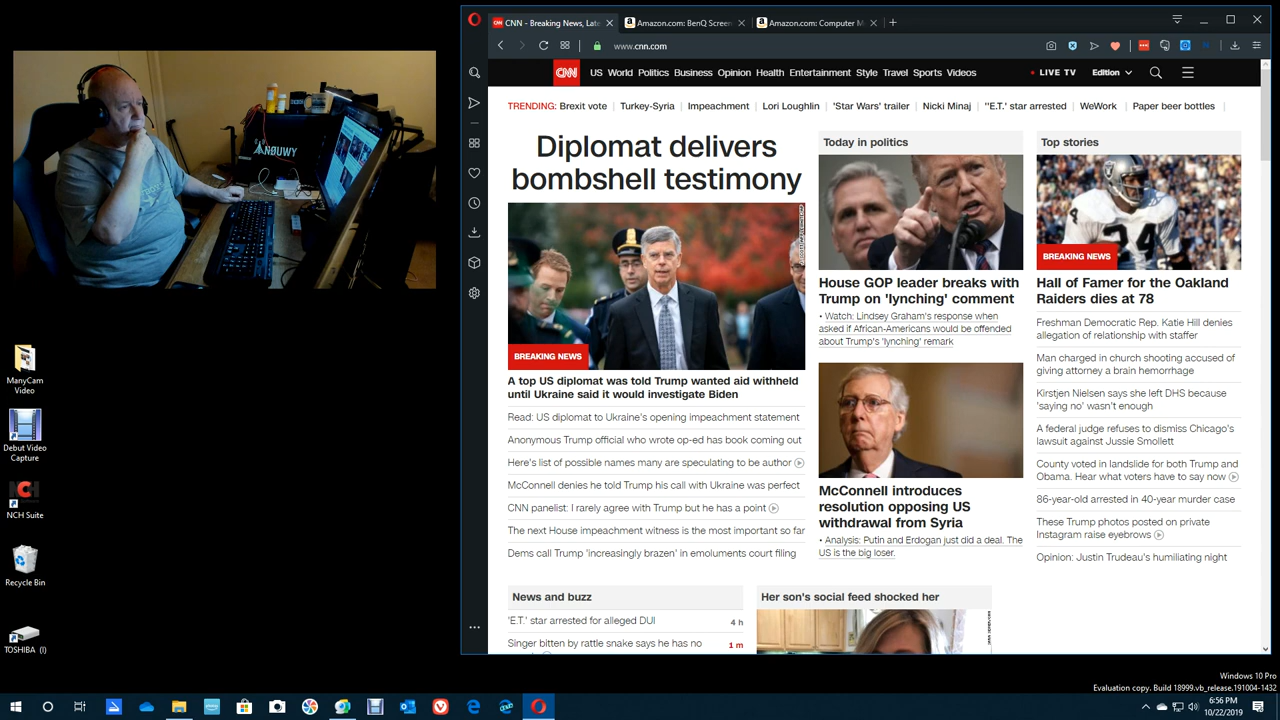 CNN - Breaking News, Late
Amazon.com: BenQ Screen
Amazon.com: Computer M
www.cnn.com
CNN
US World Politics Business Opinion Health Entertainment Style Travel Sports Videos
LIVE TV
Edition
TRENDING: Brexit vote Turkey-Syria Impeachment Lori Loughlin 'Star Wars' trailer Nicki Minaj "E.T.' star arrested WeWork Paper beer bottles
Diplomat delivers
bombshell testimony
BREAKING NEWS
A top US diplomat was told Trump wanted aid withheld
until Ukraine said it would investigate Biden
Read: US diplomat to Ukraine's opening impeachment statement
Anonymous Trump official who wrote op-ed has book coming out
Here's list of possible names many are speculating to be author
McConnell denies he told Trump his call with Ukraine was perfect
CNN panelist: I rarely agree with Trump but he has a point
The next House impeachment witness is the most important so far
Dems call Trump 'increasingly brazen' in emoluments court filing
Today in politics
House GOP leader breaks with
Trump on 'lynching' comment
• Watch: Lindsey Graham's response when
asked if African-Americans would be offended
about Trump's 'lynching' remark
McConnell introduces
resolution opposing US
withdrawal from Syria
• Analysis: Putin and Erdogan just did a deal. The
US is the big loser.
Top stories
34
BREAKING NEWS
Hall of Famer for the Oakland
Raiders dies at 78
Freshman Democratic Rep. Katie Hill denies
allegation of relationship with staffer
Man charged in church shooting accused of
giving attorney a brain hemorrhage
Kirstjen Nielsen says she left DHS because
'saying no' wasn't enough
A federal judge refuses to dismiss Chicago's
lawsuit against Jussie Smollett
County voted in landslide for both Trump and
Obama. Hear what voters have to say now
86-year-old arrested in 40-year murder case
These Trump photos posted on private
Instagram raise eyebrows
Opinion: Justin Trudeau's humiliating night
News and buzz
'E.T.' star arrested for alleged DUI 4 h
Singer bitten by rattle snake says he has no
1 m
Her son's social feed shocked her
ManyCam
Video
Debut Video
Capture
NCH Suite
Recycle Bin
TOSHIBA (I)
Windows 10 Pro
Evaluation copy. Build 18999.vb_release.191004-1432
6:56 PM
10/22/2019